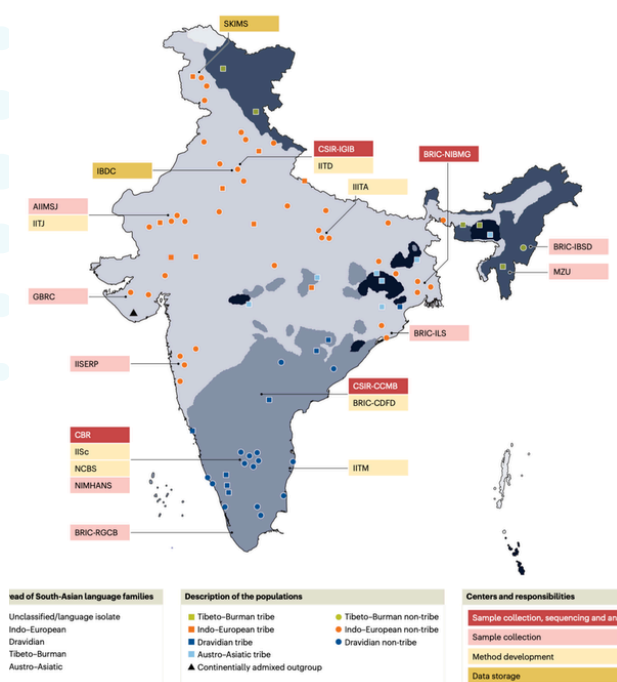 SKIMS
CSIR-IGIB
IITD
BRIC-NIBMG
IBDC
IIITA
AIIMSJ
IITJ
BRIC-IBSD
MZU
GBRC
BRIC-ILS
IISERP
CSIR-CCMB
BRIC-CDFD
CBR
IISc
NCBS
NIMHANS
IITM
BRIC-RGCB
ead of South-Asian language families
Unclassified/language isolate
Indo-European
Dravidian
Tibeto-Burman
Austro-Asiatic
Description of the populations
Tibeto-Burman tribe
Indo-European tribe
Dravidian tribe
Austro-Asiatic tribe
Continentially admixed outgroup
Tibeto-Burman non-tribe
Indo-European non-tribe
Dravidian non-tribe
Centers and responsibilities
Sample collection, sequencing and an
Sample collection
Method development
Data storage